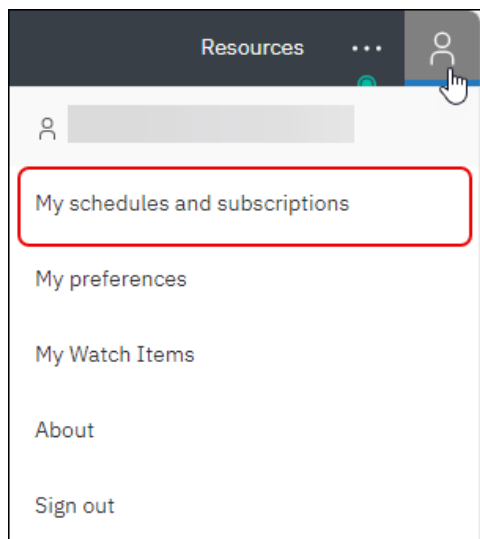 Resources
My schedules and subscriptions
My preferences
My Watch Items
About
Sign out